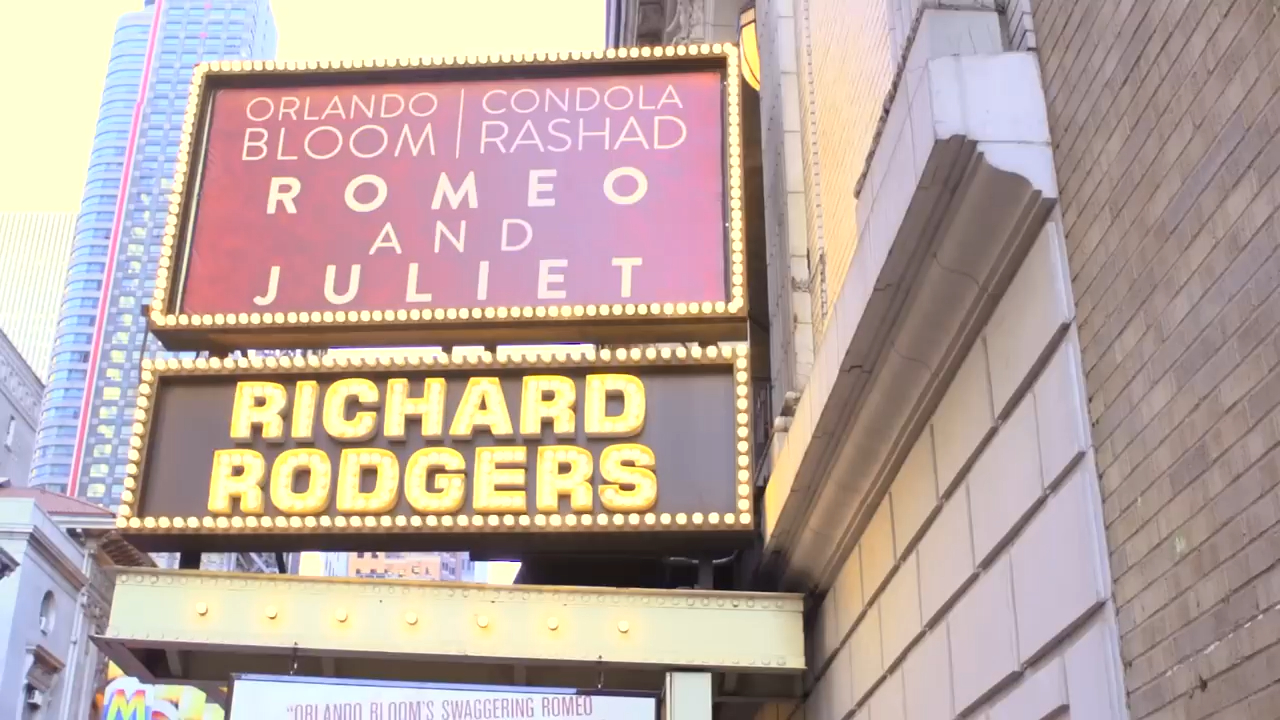 ORLANDO BLOOM | CONDOLA RASHAD
ROMEO
AND
JULIET
RICHARD
RODGERS
"ORLANDO BLOOM'S SWAGGERING ROMEO
M